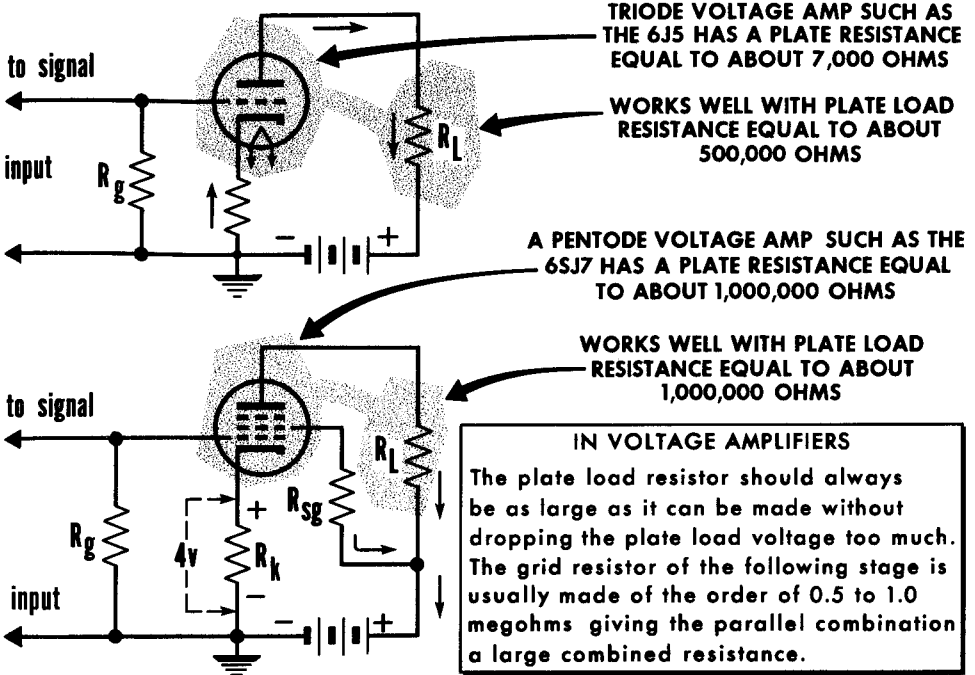 TRIODE VOLTAGE AMP SUCH AS
THE 6J5 HAS A PLATE RESISTANCE
EQUAL TO ABOUT 7,000 OHMS
to signal
WORKS WELL WITH PLATE LOAD
RESISTANCE EQUAL TO ABOUT
500,000 OHMS
RL
input
Rg
- +
A PENTODE VOLTAGE AMP SUCH AS THE
6SJ7 HAS A PLATE RESISTANCE EQUAL
TO ABOUT 1,000,000 OHMS
WORKS WELL WITH PLATE LOAD
RESISTANCE EQUAL TO ABOUT
1,000,000 OHMS
to signal
RL
Rsg
+
Rg
4v
Rk
-
input
- +
IN VOLTAGE AMPLIFIERS
The plate load resistor should always
be as large as it can be made without
dropping the plate load voltage too much.
The grid resistor of the following stage is
usually made of the order of 0.5 to 1.0
megohms giving the parallel combination
a large combined resistance.